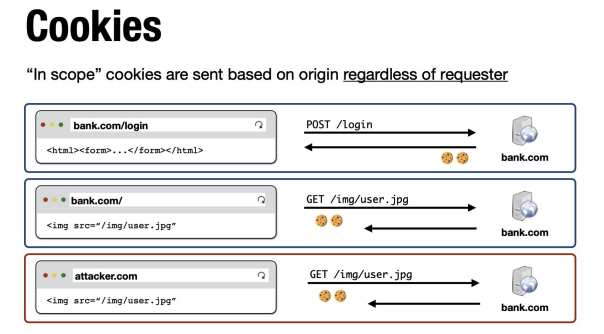 Cookies
“In scope” cookies are sent based on origin regardless of requester
bank.com/login
<html><form>...</form></html>
POST /login
bank.com
bank.com/
<img src="/img/user.jpg"
GET /img/user.jpg
bank.com
attacker.com
<img src="/img/user.jpg"
GET /img/user.jpg
bank.com